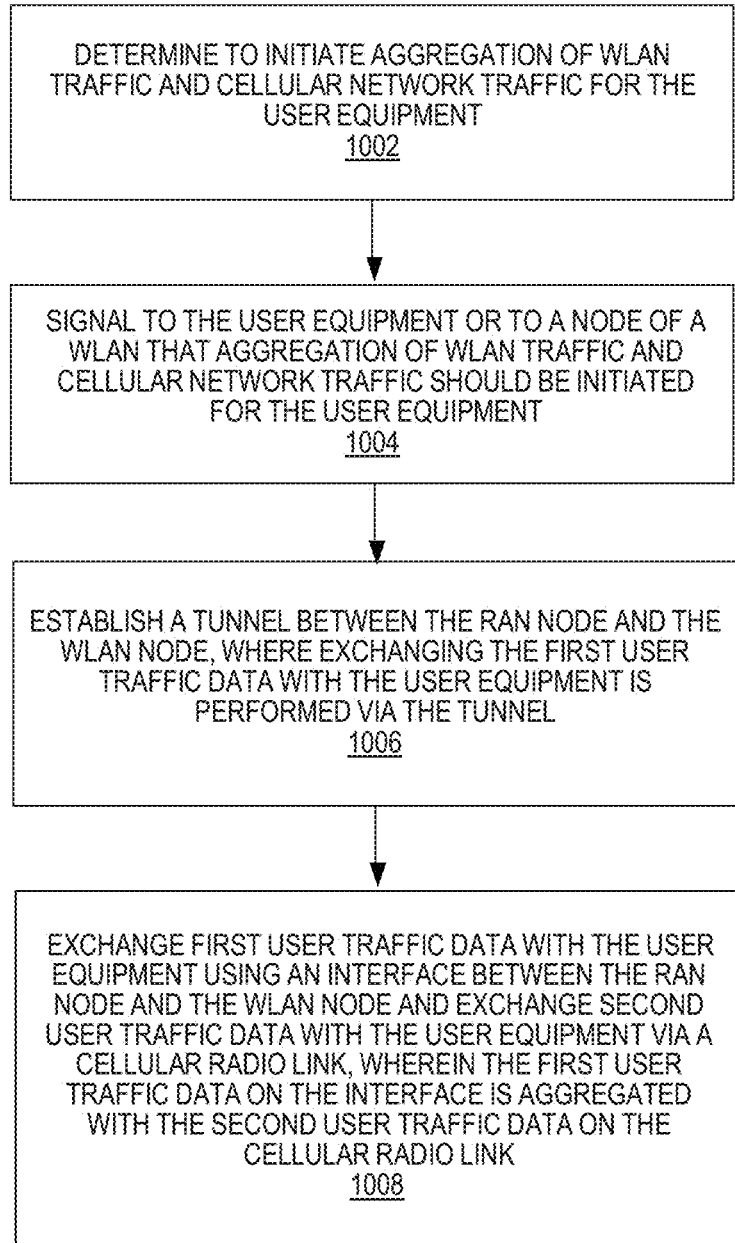 DETERMINE TO INITIATE AGGREGATION OF WLAN
TRAFFIC AND CELLULAR NETWORK TRAFFIC FOR THE
USER EQUIPMENT
1002
SIGNAL TO THE USER EQUIPMENT OR TO A NODE OF A
WLAN THAT AGGREGATION OF WLAN TRAFFIC AND
CELLULAR NETWORK TRAFFIC SHOULD BE INITIATED
FOR THE USER EQUIPMENT
1004
ESTABLISH A TUNNEL BETWEEN THE RAN NODE AND THE
WLAN NODE, WHERE EXCHANGING THE FIRST USER
TRAFFIC DATA WITH THE USER EQUIPMENT IS
PERFORMED VIA THE TUNNEL
1006
EXCHANGE FIRST USER TRAFFIC DATA WITH THE USER
EQUIPMENT USING AN INTERFACE BETWEEN THE RAN
NODE AND THE WLAN NODE AND EXCHANGE SECOND
USER TRAFFIC DATA WITH THE USER EQUIPMENT VIA A
CELLULAR RADIO LINK, WHEREIN THE FIRST USER
TRAFFIC DATA ON THE INTERFACE IS AGGREGATED
WITH THE SECOND USER TRAFFIC DATA ON THE
CELLULAR RADIO LINK
1008